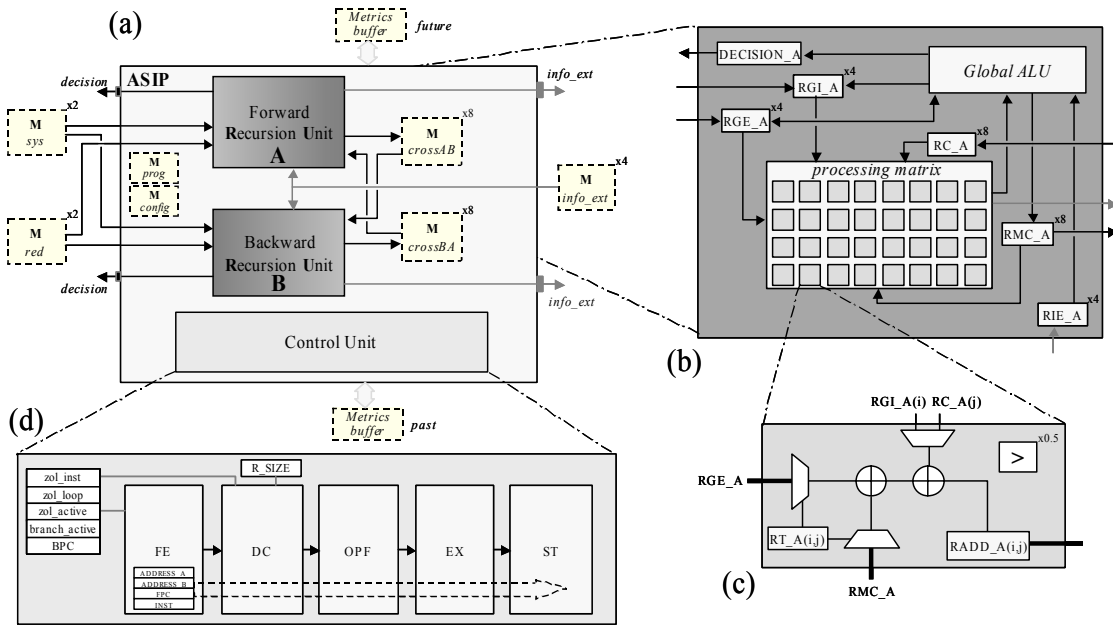 (a)
Metrics
buffer
future
ASIP
decision
info_ext
x2
M
sys
Forward
Recursion Unit
A
x8
M
crossAB
M
prog
M
config
x4
M
info_ext
x2
M
red
Backward
Recursion Unit
B
x8
M
crossBA
decision
info_ext
Control Unit
Metrics
buffer
past
(b)
DECISION_A
Global ALU
x4
RGI_A
x4
RGE_A
x8
RC_A
processing matrix
x8
RMC_A
x4
RIE_A
(c)
RGI_A(i) RC_A(j)
x0.5
>
RGE_A
RT_A(i,j)
RADD_A(i,j)
RMC_A
(d)
zol_inst
zol_loop
zol_active
branch_active
BPC
R_SIZE
FE
DC
OPF
EX
ST
ADDRESS_A
ADDRESS_B
FPC
INST